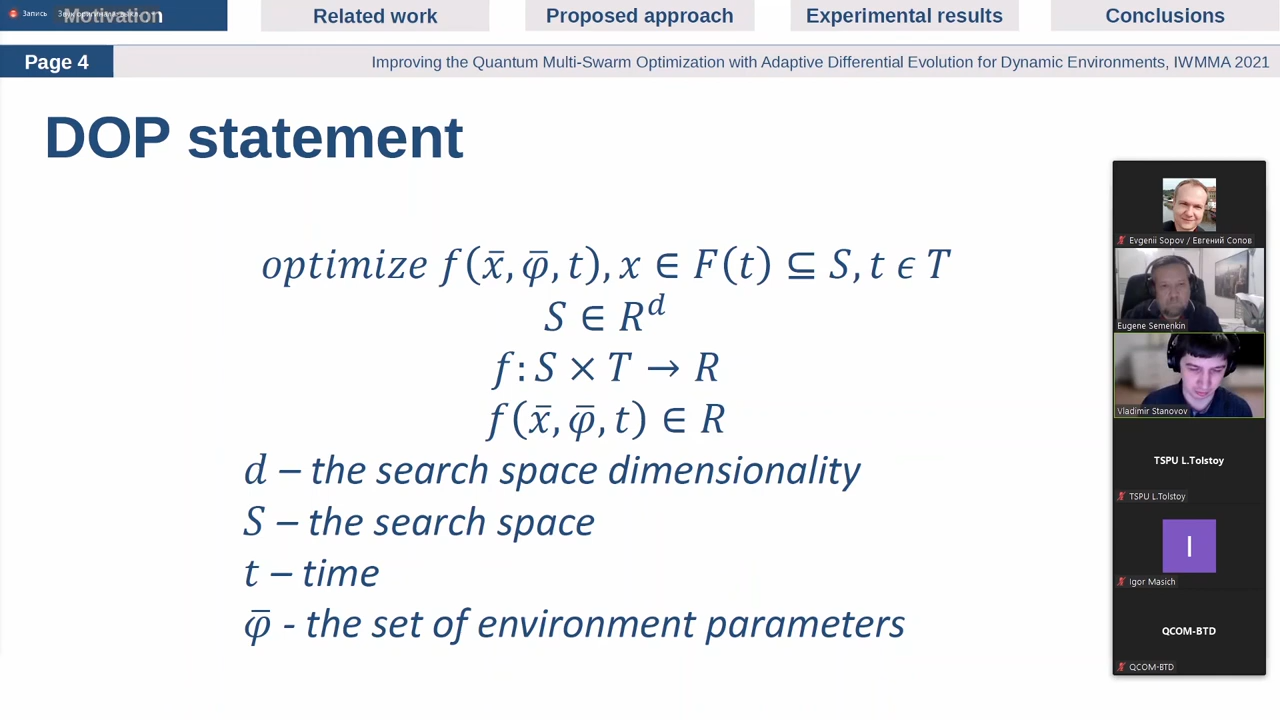 Запись
Motivation
Related work
Proposed approach
Experimental results
Conclusions
Page 4
Improving the Quantum Multi-Swarm Optimization with Adaptive Differential Evolution for Dynamic Environments, IWMMA 2021
DOP statement
optimize f(x̄, φ̄, t), x ∈ F(t) ⊆ S, t ϵ T
S ∈ R^d
f: S × T → R
f(x̄, φ̄, t) ∈ R
d – the search space dimensionality
S – the search space
t – time
φ̄ - the set of environment parameters
Evgenii Sopov / Евгений Сопов
Eugene Semenkin
Vladimir Stanovov
TSPU L.Tolstoy
TSPU L.Tolstoy
I
Igor Masich
QCOM-BTD
QCOM-BTD